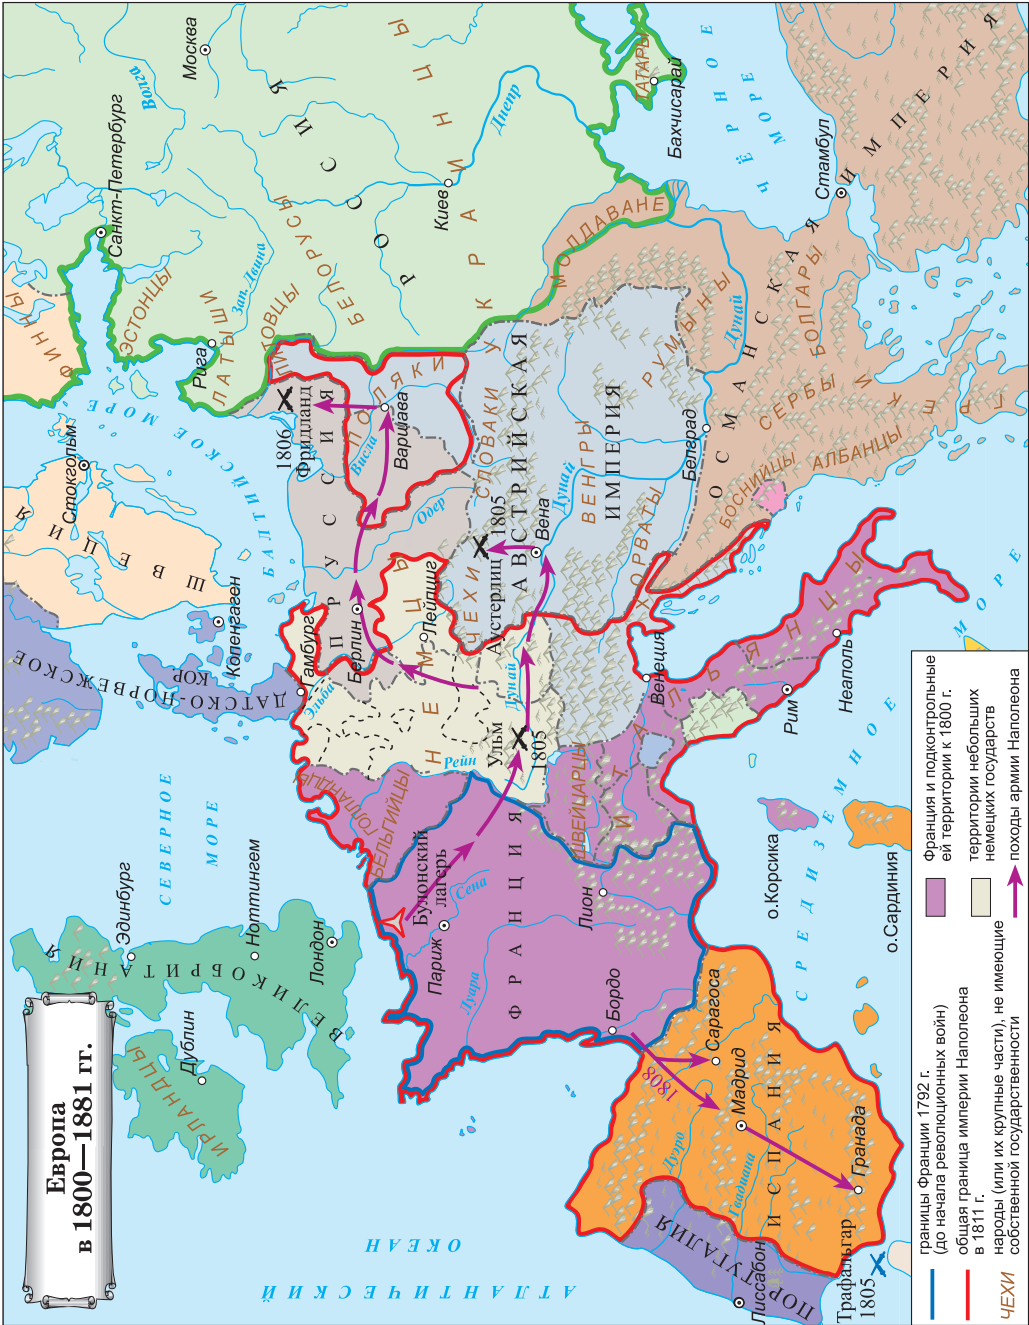 Европа
в 1800—1881 гг.
АТЛАНТИЧЕСКИЙ
ОКЕАН
СЕВЕРНОЕ
МОРЕ
БАЛТИЙСКОЕ МОРЕ
СРЕДИЗЕМНОЕ
МОРЕ
ЧЁРНОЕ
МОРЕ
ВЕЛИКОБРИТАНИЯ
ИРЛАНДЦЫ
Дублин
Эдинбург
Ноттингем
Лондон
ДАТСКО-НОРВЕЖСКОЕ
КОР
Копенгаген
ШВЕЦИЯ
Стокгольм
ФИННЫ
Санкт-Петербург
ЭСТОНЦЫ
Рига
ЛАТЫШИ
Зап. Двина
ЛИТОВЦЫ
БЕЛОРУСЫ
РОССИЯ
Москва
Волга
Киев
Днепр
УКРАИНЦЫ
ТАТАРЫ
Бахчисарай
МОЛДАВАНЕ
ПРУССИЯ
Гамбург
Эльба
Берлин
Лейпциг
Одер
1806
Фридланд
ПОЛЯКИ
Висла
Варшава
НЕМЦЫ
Рейн
Ульм
1805
Дунай
ЧЕХИ
СЛОВАКИ
Аустерлиц 1805
Вена
АВСТРИЙСКАЯ
ИМПЕРИЯ
Дунай
ВЕНГРЫ
РУМЫНЫ
ХОРВАТЫ
Белград
Дунай
ОСМАНСКАЯ
ИМПЕРИЯ
Стамбул
БОЛГАРЫ
СЕРБЫ
БОСНИЙЦЫ
АЛБАНЦЫ
ГРЕКИ
ГОЛЛАНДЦЫ
БЕЛЬГИЙЦЫ
Булонский
лагерь
Сена
Париж
Луара
ФРАНЦИЯ
Лион
Бордо
ШВЕЙЦАРЦЫ
ИТАЛЬЯНЦЫ
Венеция
Рим
Неаполь
о.Корсика
о.Сардиния
1808
Сарагоса
Мадрид
Дуэро
Гвадиана
ИСПАНИЯ
Гранада
ПОРТУГАЛИЯ
Лиссабон
Трафальгар
1805
границы Франции 1792 г.
(до начала революционных войн)
общая граница империи Наполеона
в 1811 г.
ЧЕХИ
народы (или их крупные части), не имеющие
собственной государственности
Франция и подконтрольные
ей территории к 1800 г.
территории небольших
немецких государств
походы армии Наполеона